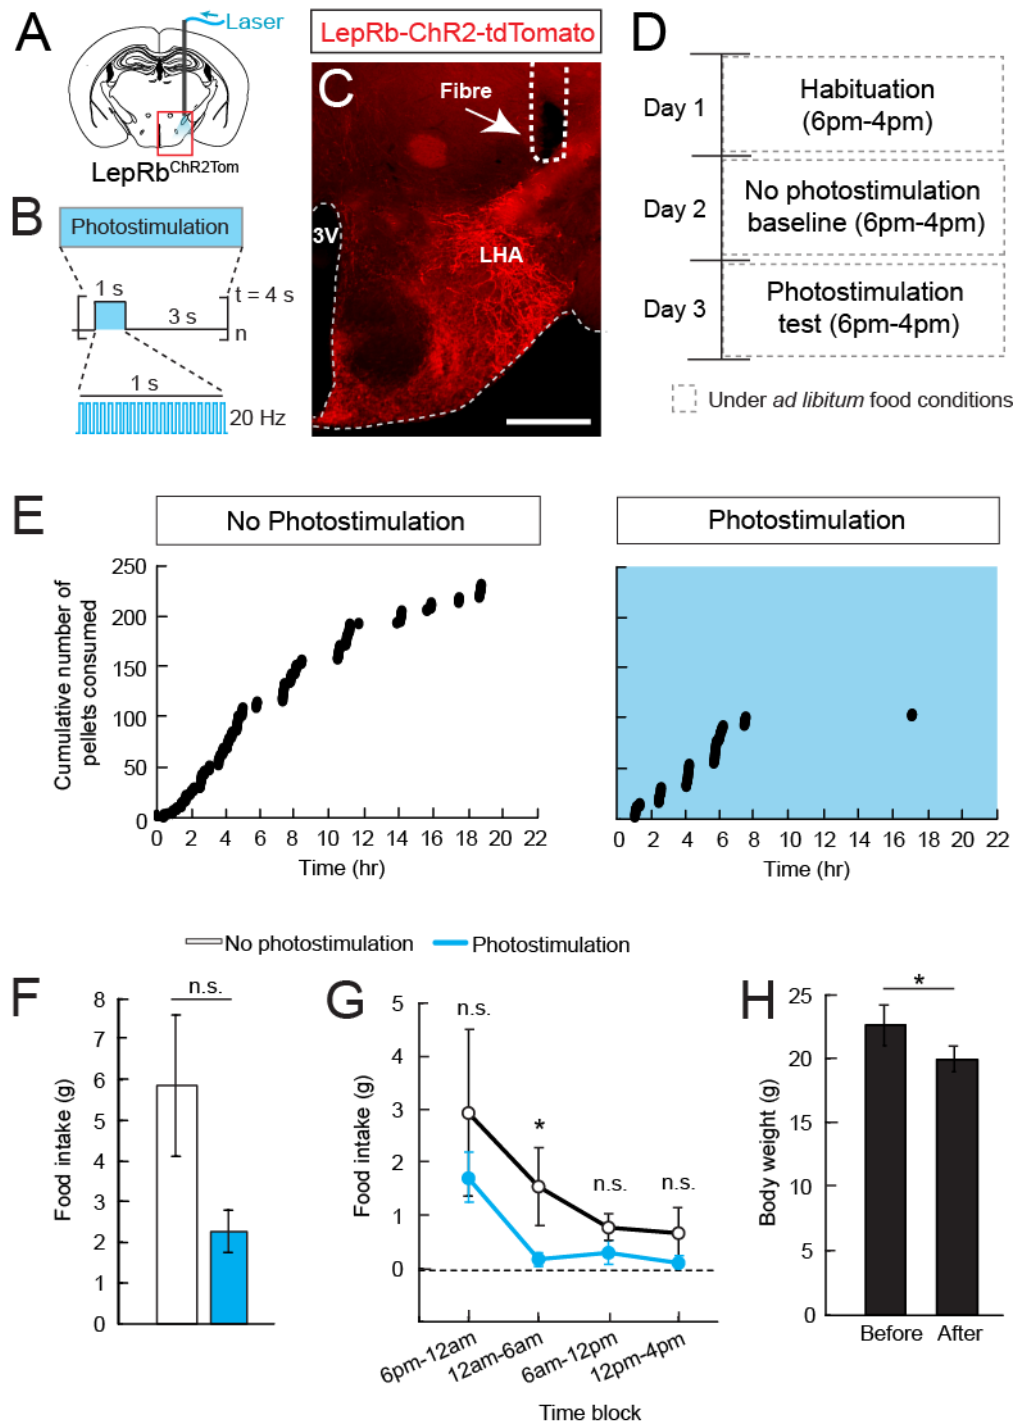 A
Laser
LepRbChR2Tom
B
Photostimulation
1 s
t = 4 s
3 s
n
1 s
20 Hz
LepRb-ChR2-tdTomato
C
Fibre
3V
LHA
D
Day 1
Habituation
(6pm-4pm)
Day 2
No photostimulation
baseline (6pm-4pm)
Day 3
Photostimulation
test (6pm-4pm)
Under ad libitum food conditions
E
No Photostimulation
Cumulative number of
pellets consumed
250
200
150
100
50
0
0 2 4 6 8 10 12 14 16 18 20 22
Time (hr)
Photostimulation
0 2 4 6 8 10 12 14 16 18 20 22
Time (hr)
No photostimulation
Photostimulation
F
n.s.
Food intake (g)
8
7
6
5
4
3
2
1
0
G
Food intake (g)
5
4
3
2
1
0
n.s.
*
n.s.
n.s.
6pm-12am
12am-6am
6am-12pm
12pm-4pm
Time block
H
*
Body weight (g)
25
20
15
10
5
0
Before After